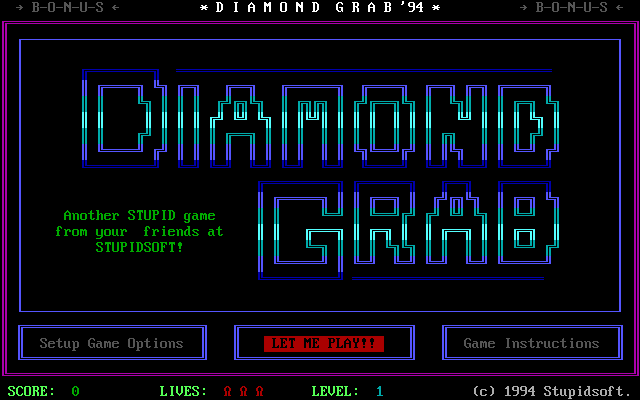 → B-O-N-U-S ← * D I A M O N D G R A B '94 * → B-O-N-U-S ←
DIAMOND
GRAB
Another STUPID game
from your friends at
STUPIDSOFT!
Setup Game Options LET ME PLAY!! Game Instructions
SCORE: 0 LIVES: Ω Ω Ω LEVEL: 1 (c) 1994 Stupidsoft.